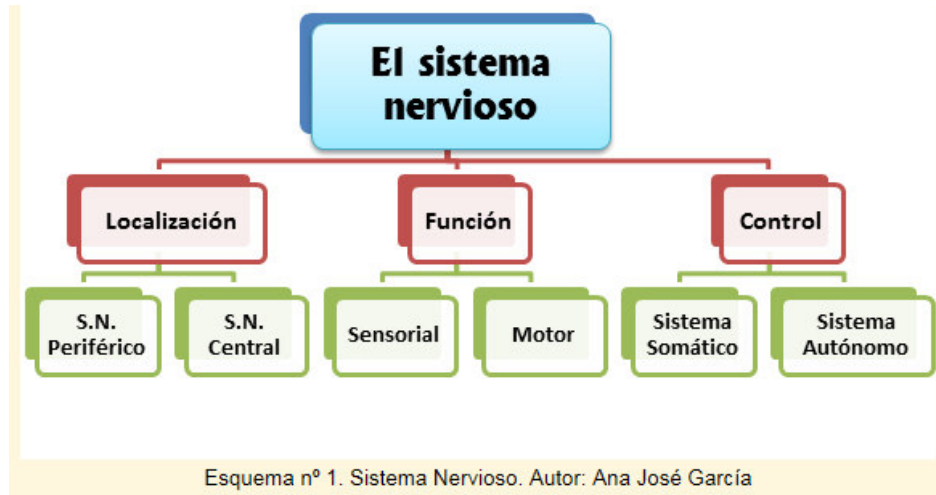 El sistema
nervioso
Localización
Función
Control
S.N.
Periférico
S.N.
Central
Sensorial
Motor
Sistema
Somático
Sistema
Autónomo
Esquema nº 1. Sistema Nervioso. Autor: Ana José García